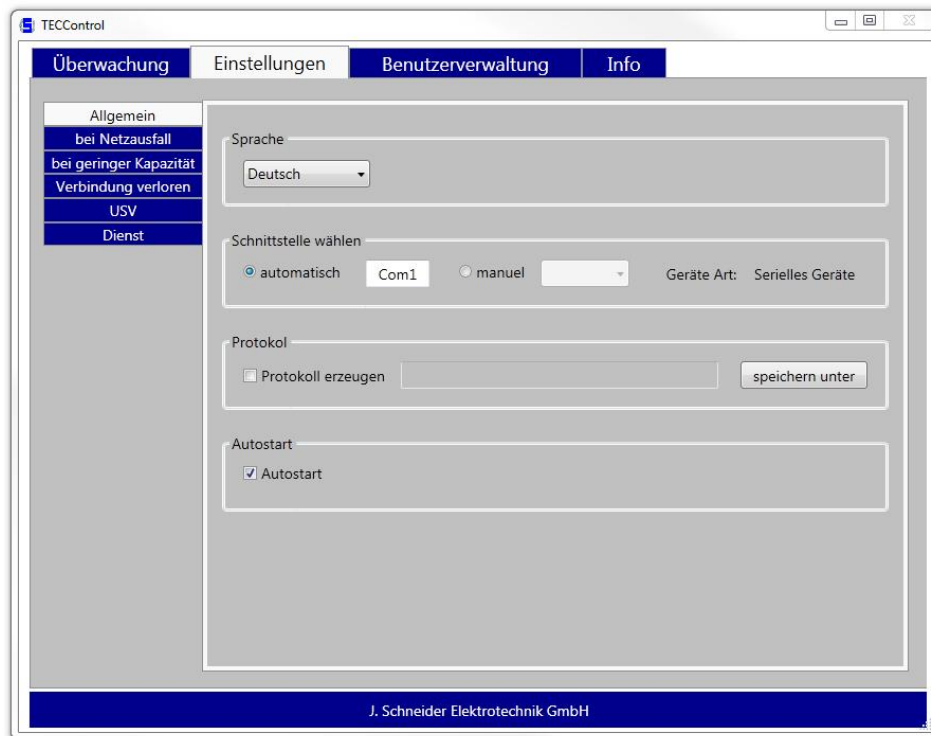 TECControl
Überwachung Einstellungen Benutzerverwaltung Info
Allgemein
bei Netzausfall
bei geringer Kapazität
Verbindung verloren
USV
Dienst
Sprache
Deutsch
Schnittstelle wählen
automatisch Com1 manuel Geräte Art: Serielles Geräte
Protokol
Protokoll erzeugen speichern unter
Autostart
Autostart
J. Schneider Elektrotechnik GmbH